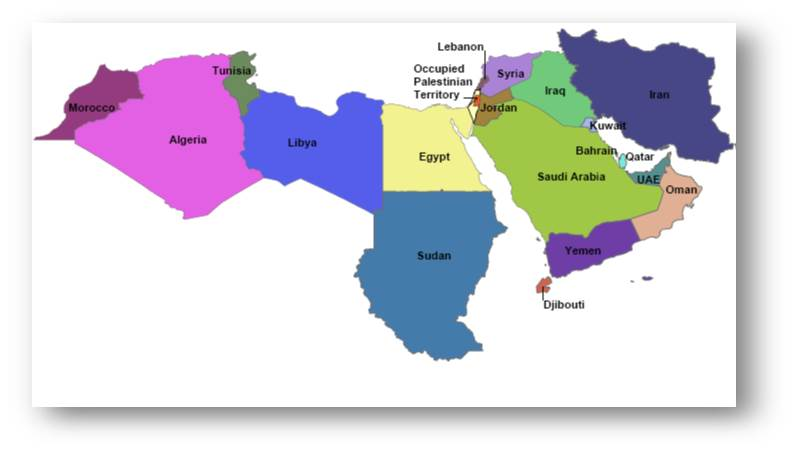 Lebanon
Occupied
Palestinian
Territory
Syria
Tunisia
Iraq
Iran
Morocco
Jordan
Algeria
Libya
Kuwait
Egypt
Bahrain
Qatar
Saudi Arabia
UAE
Oman
Yemen
Sudan
Djibouti